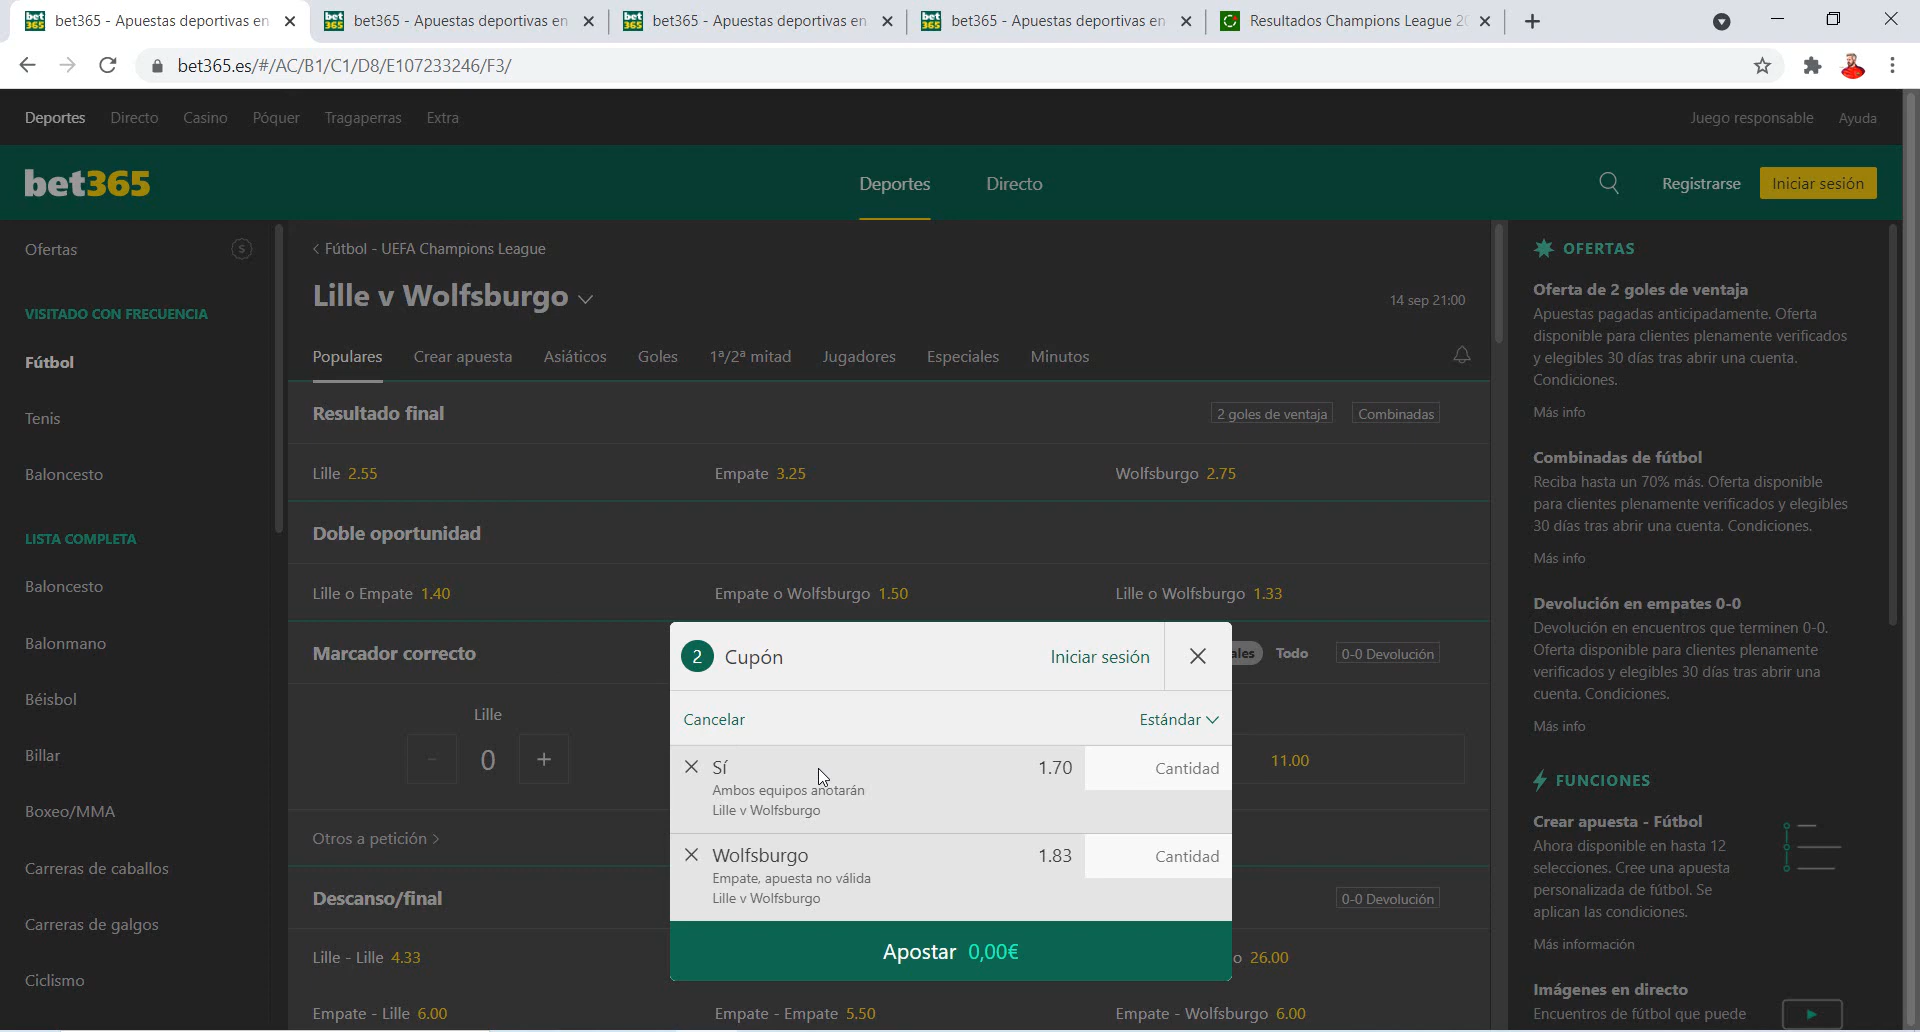 bet365 - Apuestas deportivas en
bet365 - Apuestas deportivas en
bet365 - Apuestas deportivas en
bet365 - Apuestas deportivas en
Resultados Champions League 20
bet365.es/#/AC/B1/C1/D8/E107233246/F3/
Deportes Directo Casino Póquer Tragaperras Extra
Juego responsable Ayuda
bet365
Deportes Directo
Registrarse Iniciar sesión
Ofertas
VISITADO CON FRECUENCIA
Fútbol
Tenis
Baloncesto
LISTA COMPLETA
Baloncesto
Balonmano
Béisbol
Billar
Boxeo/MMA
Carreras de caballos
Carreras de galgos
Ciclismo
< Fútbol - UEFA Champions League
Lille v Wolfsburgo
14 sep 21:00
Populares Crear apuesta Asiáticos Goles 1ª/2ª mitad Jugadores Especiales Minutos
Resultado final
2 goles de ventaja Combinadas
Lille 2.55 Empate 3.25 Wolfsburgo 2.75
Doble oportunidad
Lille o Empate 1.40 Empate o Wolfsburgo 1.50 Lille o Wolfsburgo 1.33
Marcador correcto
ales Todo 0-0 Devolución
Lille
- 0 +
11.00
Otros a petición >
Descanso/final
0-0 Devolución
Lille - Lille 4.33
o 26.00
Empate - Lille 6.00 Empate - Empate 5.50 Empate - Wolfsburgo 6.00
2 Cupón Iniciar sesión
Cancelar Estándar
Sí 1.70 Cantidad
Ambos equipos anotarán
Lille v Wolfsburgo
Wolfsburgo 1.83 Cantidad
Empate, apuesta no válida
Lille v Wolfsburgo
Apostar 0,00€
OFERTAS
Oferta de 2 goles de ventaja
Apuestas pagadas anticipadamente. Oferta
disponible para clientes plenamente verificados
y elegibles 30 días tras abrir una cuenta.
Condiciones.
Más info
Combinadas de fútbol
Reciba hasta un 70% más. Oferta disponible
para clientes plenamente verificados y elegibles
30 días tras abrir una cuenta. Condiciones.
Más info
Devolución en empates 0-0
Devolución en encuentros que terminen 0-0.
Oferta disponible para clientes plenamente
verificados y elegibles 30 días tras abrir una
cuenta. Condiciones.
Más info
FUNCIONES
Crear apuesta - Fútbol
Ahora disponible en hasta 12
selecciones. Cree una apuesta
personalizada de fútbol. Se
aplican las condiciones.
Más información
Imágenes en directo
Encuentros de fútbol que puede